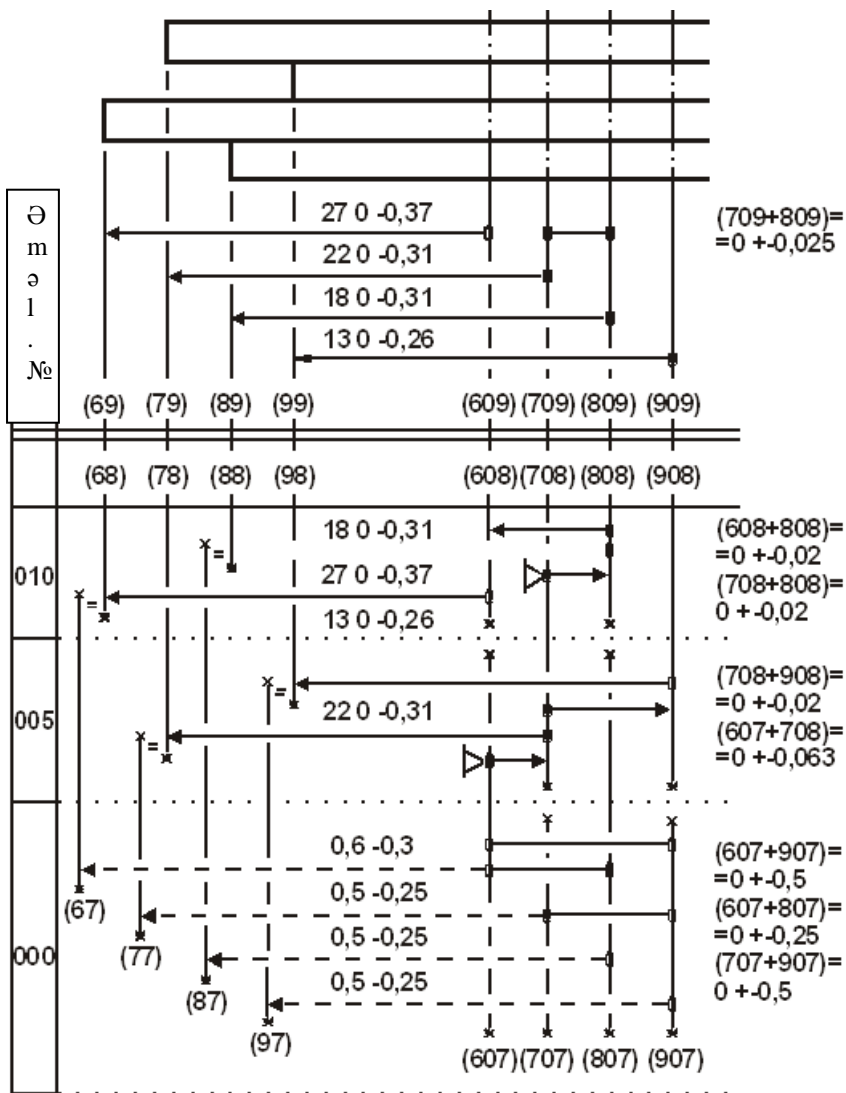 27 0 -0,37
(709+809)=
=0 +-0,025
22 0 -0,31
18 0 -0,31
13 0 -0,26
Ə
m
ə
l
.
№
(69) (79) (89) (99) (609) (709) (809) (909)
(68) (78) (88) (98) (608) (708) (808) (908)
010
18 0 -0,31
(608+808)=
=0 +-0,02
=
27 0 -0,37
(708+808)=
0 +-0,02
=
13 0 -0,26
005
(708+908)=
=0 +-0,02
=
22 0 -0,31
(607+708)=
=0 +-0,063
=
000
0,6 -0,3
(607+907)=
=0 +-0,5
(67)
0,5 -0,25
(607+807)=
=0 +-0,25
(77)
0,5 -0,25
(707+907)=
0 +-0,5
(87)
0,5 -0,25
(97)
(607) (707) (807) (907)